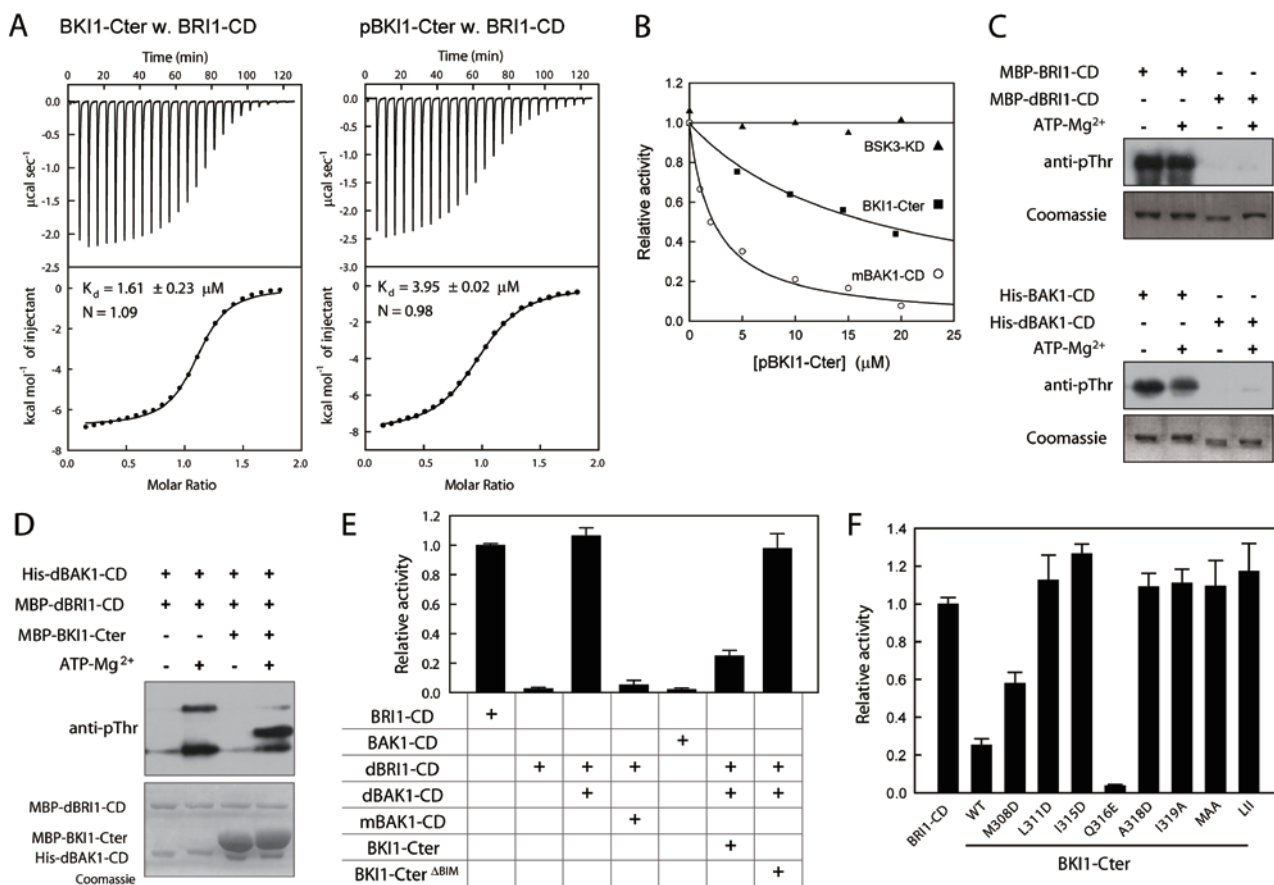 A
BKI1-Cter w. BRI1-CD
pBKI1-Cter w. BRI1-CD
Time (min)
0 20 40 60 80 100 120
0.0
-0.5
-1.0
-1.5
-2.0
-2.5
µcal sec⁻¹
Kd = 1.61 ± 0.23 µM
N = 1.09
0
-2
-4
-6
-8
kcal mol⁻¹ of injectant
0.0 0.5 1.0 1.5 2.0
Molar Ratio
Time (min)
0 20 40 60 80 100 120
0.0
-0.5
-1.0
-1.5
-2.0
-2.5
-3.0
µcal sec⁻¹
Kd = 3.95 ± 0.02 µM
N = 0.98
0
-2
-4
-6
-8
kcal mol⁻¹ of injectant
0.0 0.5 1.0 1.5 2.0
Molar Ratio
B
1.2
1.0
0.8
0.6
0.4
0.2
0.0
Relative activity
BSK3-KD ▲
BKI1-Cter ■
mBAK1-CD ○
0 5 10 15 20 25
[pBKI1-Cter] (µM)
C
MBP-BRI1-CD + + - -
MBP-dBRI1-CD - - + +
ATP-Mg²⁺ - + - +
anti-pThr
Coomassie
His-BAK1-CD + + - -
His-dBAK1-CD - - + +
ATP-Mg²⁺ - + - +
anti-pThr
Coomassie
D
His-dBAK1-CD + + + +
MBP-dBRI1-CD + + + +
MBP-BKI1-Cter - - + +
ATP-Mg²⁺ - + - +
anti-pThr
MBP-dBRI1-CD
MBP-BKI1-Cter
His-dBAK1-CD
Coomassie
E
1.2
1.0
0.8
0.6
0.4
0.2
0.0
Relative activity
BRI1-CD +
BAK1-CD +
dBRI1-CD + + + + +
dBAK1-CD + + +
mBAK1-CD +
BKI1-Cter +
BKI1-Cter ΔBIM +
F
1.4
1.2
1.0
0.8
0.6
0.4
0.2
0.0
Relative activity
BRI1-CD WT M308D L311D I315D Q316E A318D I319A MAA LII
BKI1-Cter